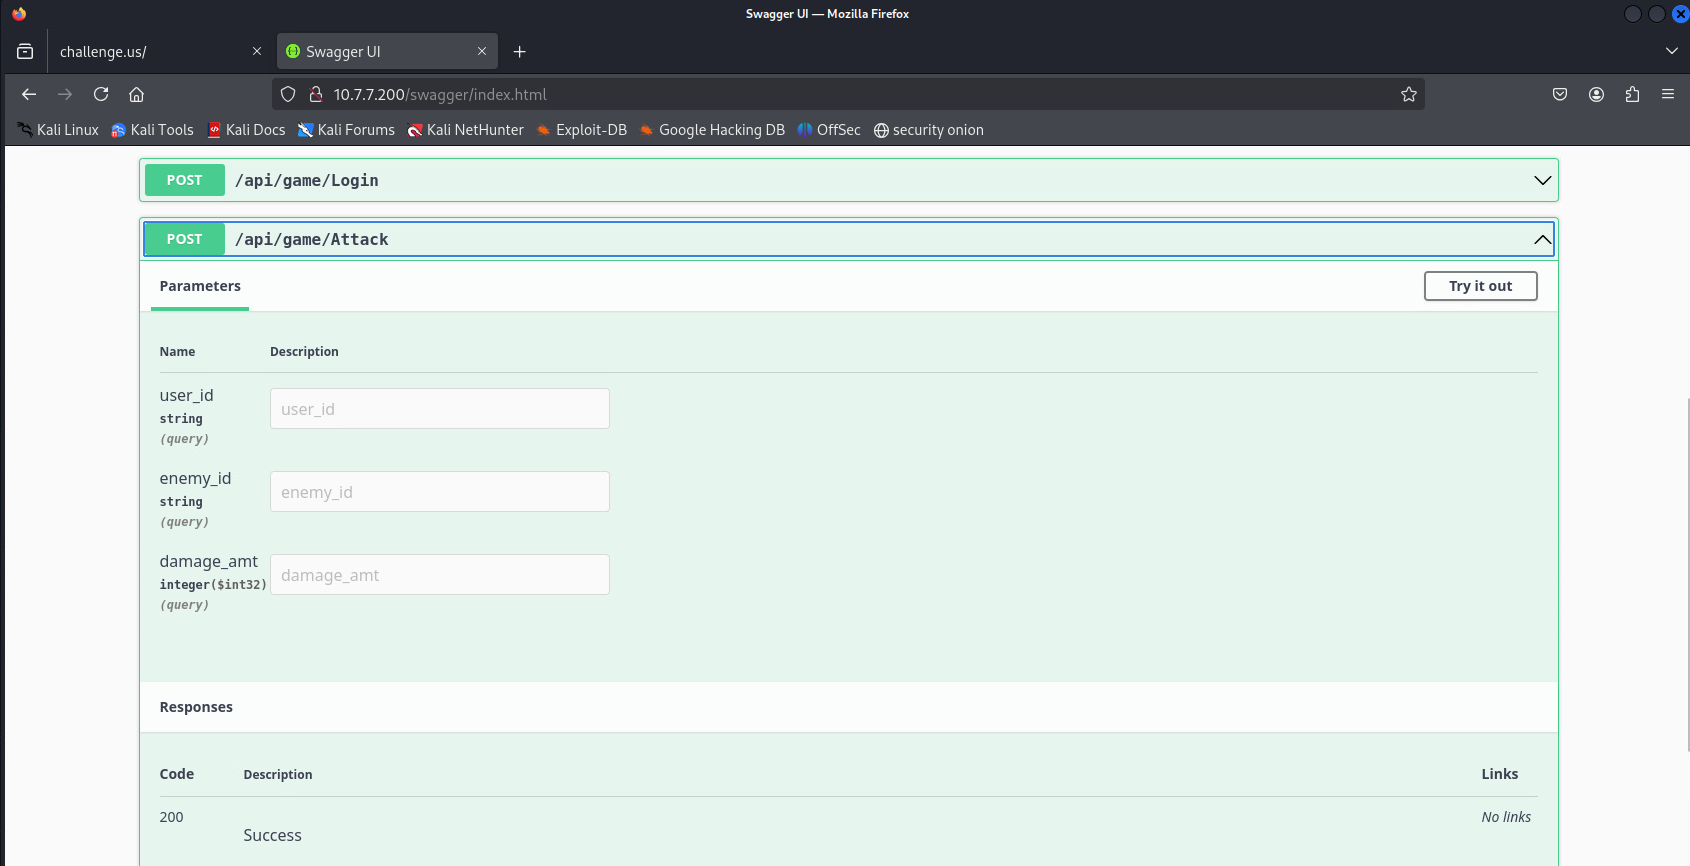 Swagger UI — Mozilla Firefox
challenge.us/
Swagger UI
10.7.7.200/swagger/index.html
Kali Linux Kali Tools Kali Docs Kali Forums Kali NetHunter Exploit-DB Google Hacking DB OffSec security onion
POST /api/game/Login
POST /api/game/Attack
Parameters Try it out
Name Description
user_id user_id
string
(query)
enemy_id enemy_id
string
(query)
damage_amt damage_amt
integer($int32)
(query)
Responses
Code Description Links
200 No links
Success